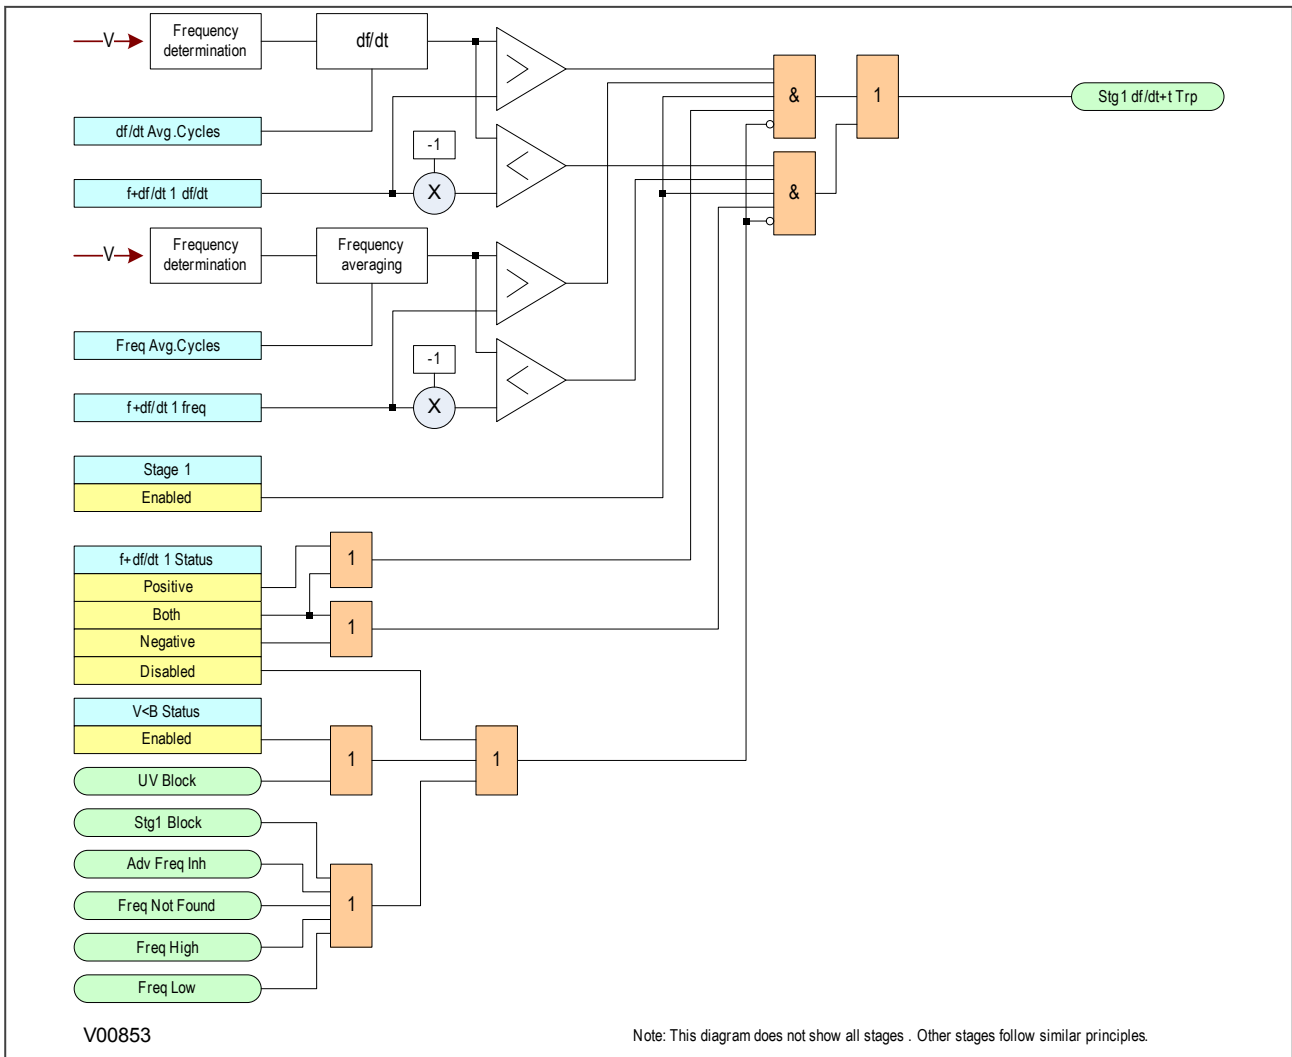 V
Frequency
determination
df/dt
>
&
1
Stg1 df/dt+t Trp
df/dt Avg.Cycles
-1
<
f+df/dt 1 df/dt
X
&
V
Frequency
determination
Frequency
averaging
>
Freq Avg.Cycles
-1
<
f+df/dt 1 freq
X
Stage 1
Enabled
f+df/dt 1 Status
Positive
1
Both
Negative
1
Disabled
V<B Status
Enabled
1
1
UV Block
Stg1 Block
Adv Freq Inh
Freq Not Found
1
Freq High
Freq Low
V00853
Note: This diagram does not show all stages . Other stages follow similar principles.